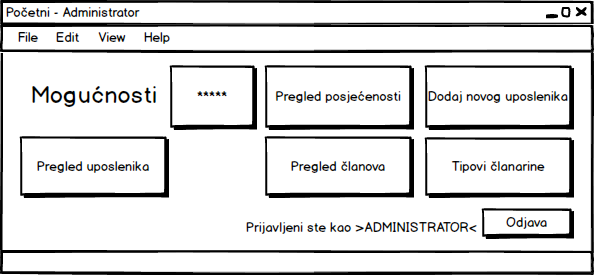 Početni - Administrator
File Edit View Help
Mogućnosti ***** Pregled posjećenosti Dodaj novog uposlenika
Pregled uposlenika Pregled članova Tipovi članarine
Prijavljeni ste kao >ADMINISTRATOR< Odjava